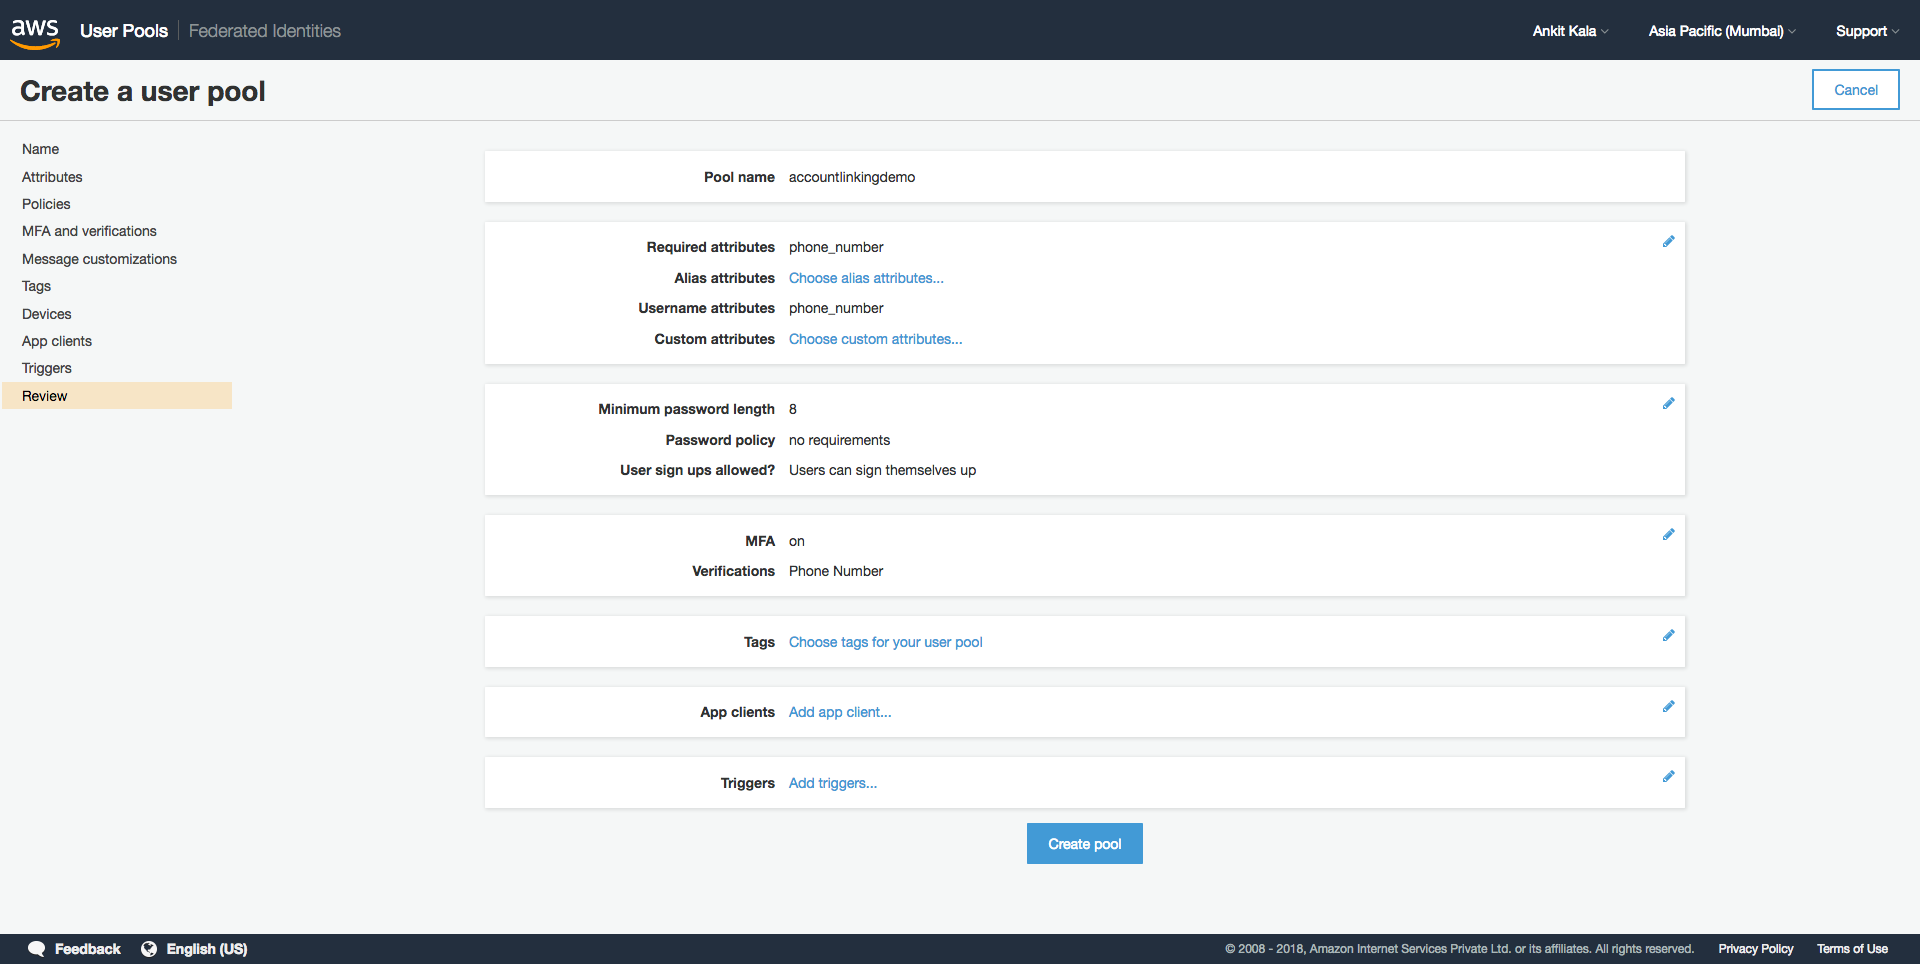 aws User Pools Federated Identities Ankit Kala Asia Pacific (Mumbai) Support
Create a user pool Cancel
Name
Attributes
Policies
MFA and verifications
Message customizations
Tags
Devices
App clients
Triggers
Review
Pool name accountlinkingdemo
Required attributes phone_number
Alias attributes Choose alias attributes...
Username attributes phone_number
Custom attributes Choose custom attributes...
Minimum password length 8
Password policy no requirements
User sign ups allowed? Users can sign themselves up
MFA on
Verifications Phone Number
Tags Choose tags for your user pool
App clients Add app client...
Triggers Add triggers...
Create pool
Feedback English (US) © 2008 - 2018, Amazon Internet Services Private Ltd. or its affiliates. All rights reserved. Privacy Policy Terms of Use